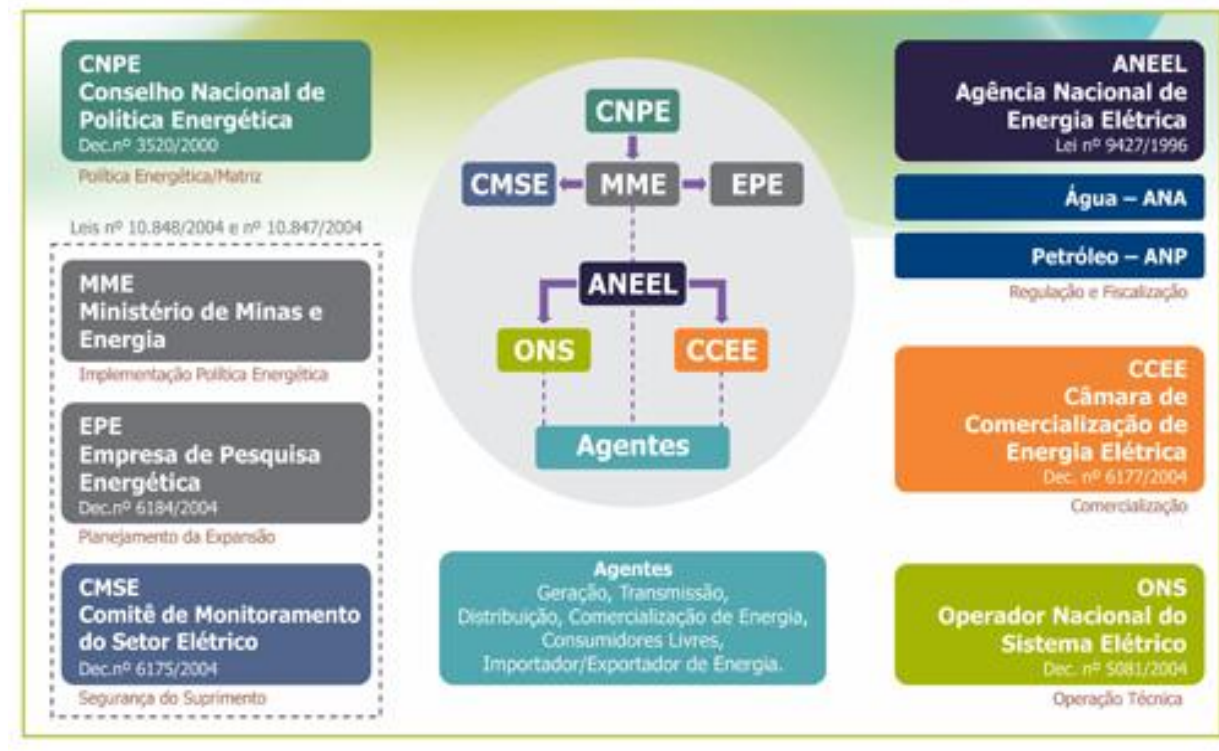 CNPE
Conselho Nacional de
Política Energética
Dec.nº 3520/2000
Política Energética/Matriz
Leis nº 10.848/2004 e nº 10.847/2004
MME
Ministério de Minas e
Energia
Implementação Política Energética
EPE
Empresa de Pesquisa
Energética
Dec.nº 6184/2004
Planejamento da Expansão
CMSE
Comitê de Monitoramento
do Setor Elétrico
Dec.nº 6175/2004
Segurança do Suprimento
CNPE
CMSE
MME
EPE
ANEEL
ONS
CCEE
Agentes
Agentes
Geração, Transmissão,
Distribuição, Comercialização de Energia,
Consumidores Livres,
Importador/Exportador de Energia.
ANEEL
Agência Nacional de
Energia Elétrica
Lei nº 9427/1996
Água – ANA
Petróleo – ANP
Regulação e Fiscalização
CCEE
Câmara de
Comercialização de
Energia Elétrica
Dec. nº 6177/2004
Comercialização
ONS
Operador Nacional do
Sistema Elétrico
Dec. nº 5081/2004
Operação Técnica